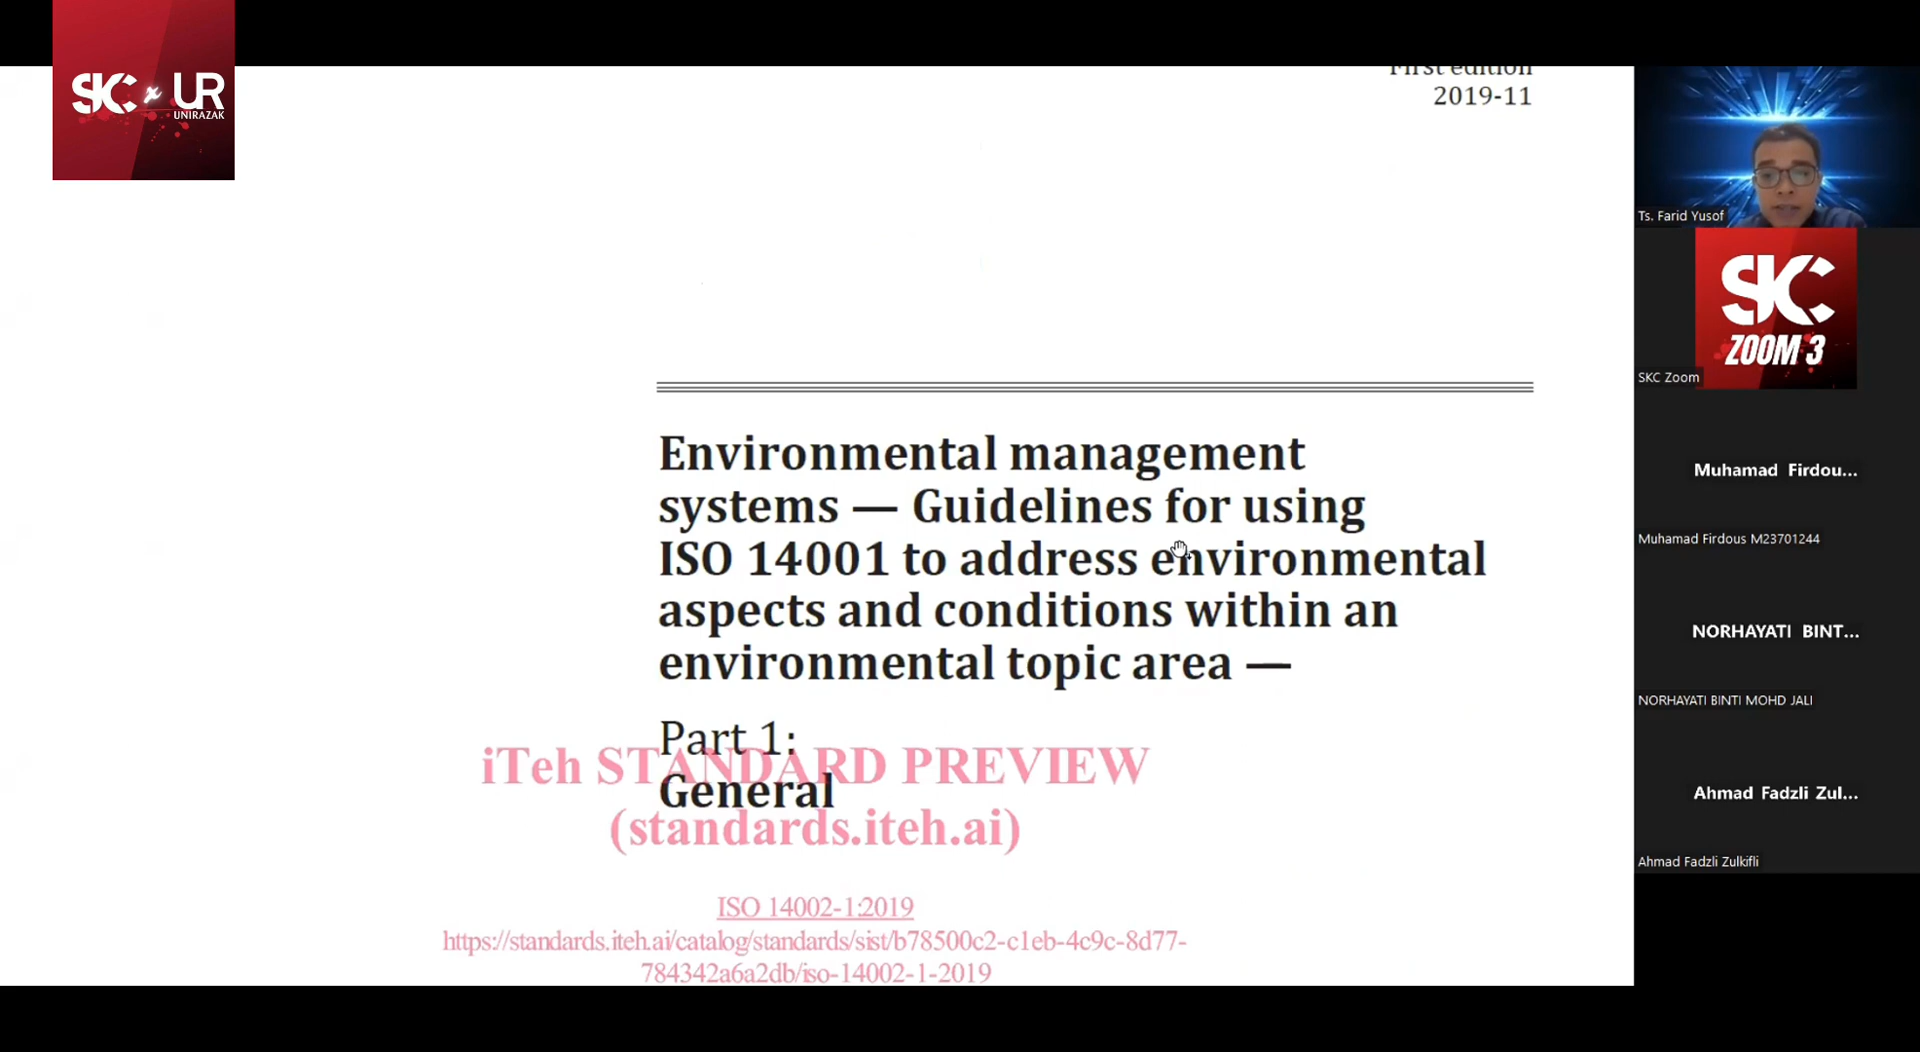 SKC x UR
UNIRAZAK
First edition
2019-11
Environmental management
systems — Guidelines for using
ISO 14001 to address environmental
aspects and conditions within an
environmental topic area —
Part 1:
General
iTeh STANDARD PREVIEW
(standards.iteh.ai)
ISO 14002-1:2019
https://standards.iteh.ai/catalog/standards/sist/b78500c2-c1eb-4c9c-8d77-
784342a6a2db/iso-14002-1-2019
Ts. Farid Yusof
SKC
ZOOM 3
SKC Zoom
Muhamad Firdou...
Muhamad Firdous M23701244
NORHAYATI BINT...
NORHAYATI BINTI MOHD JALI
Ahmad Fadzli Zul...
Ahmad Fadzli Zulkifli